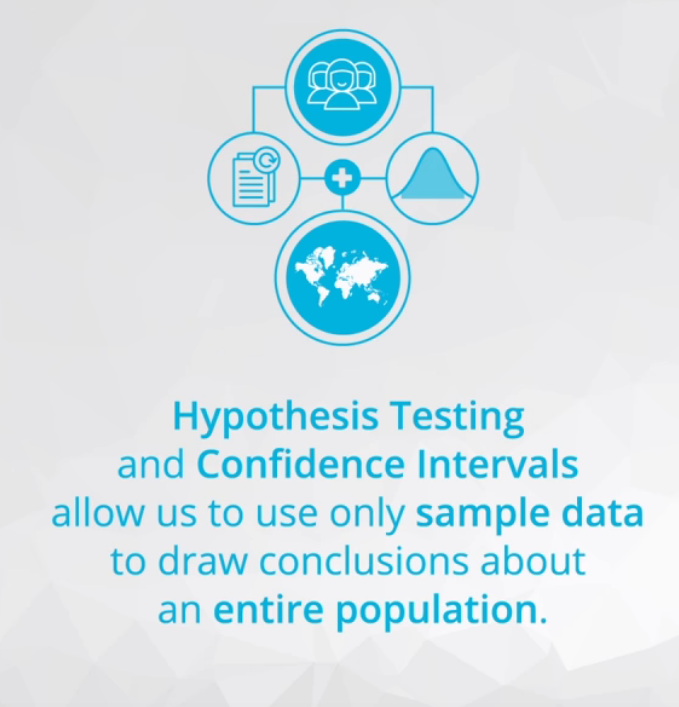 Hypothesis Testing
and Confidence Intervals
allow us to use only sample data
to draw conclusions about
an entire population.